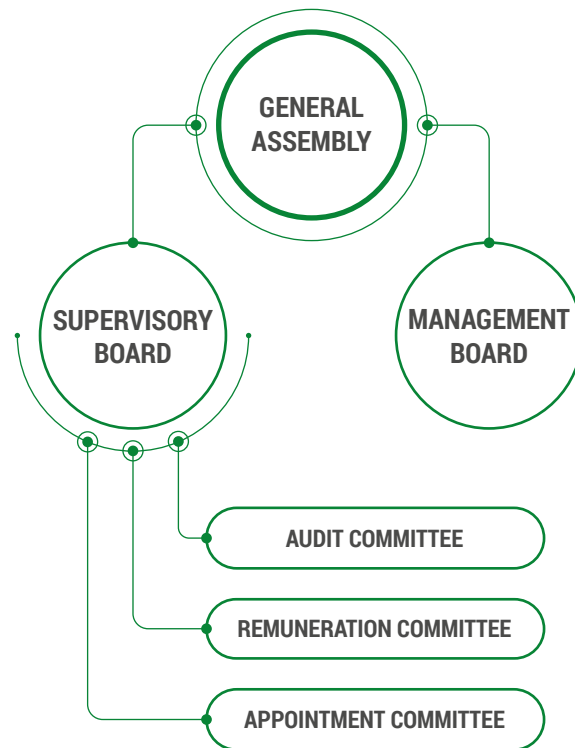 GENERAL
ASSEMBLY
SUPERVISORY
BOARD
MANAGEMENT
BOARD
AUDIT COMMITTEE
REMUNERATION COMMITTEE
APPOINTMENT COMMITTEE